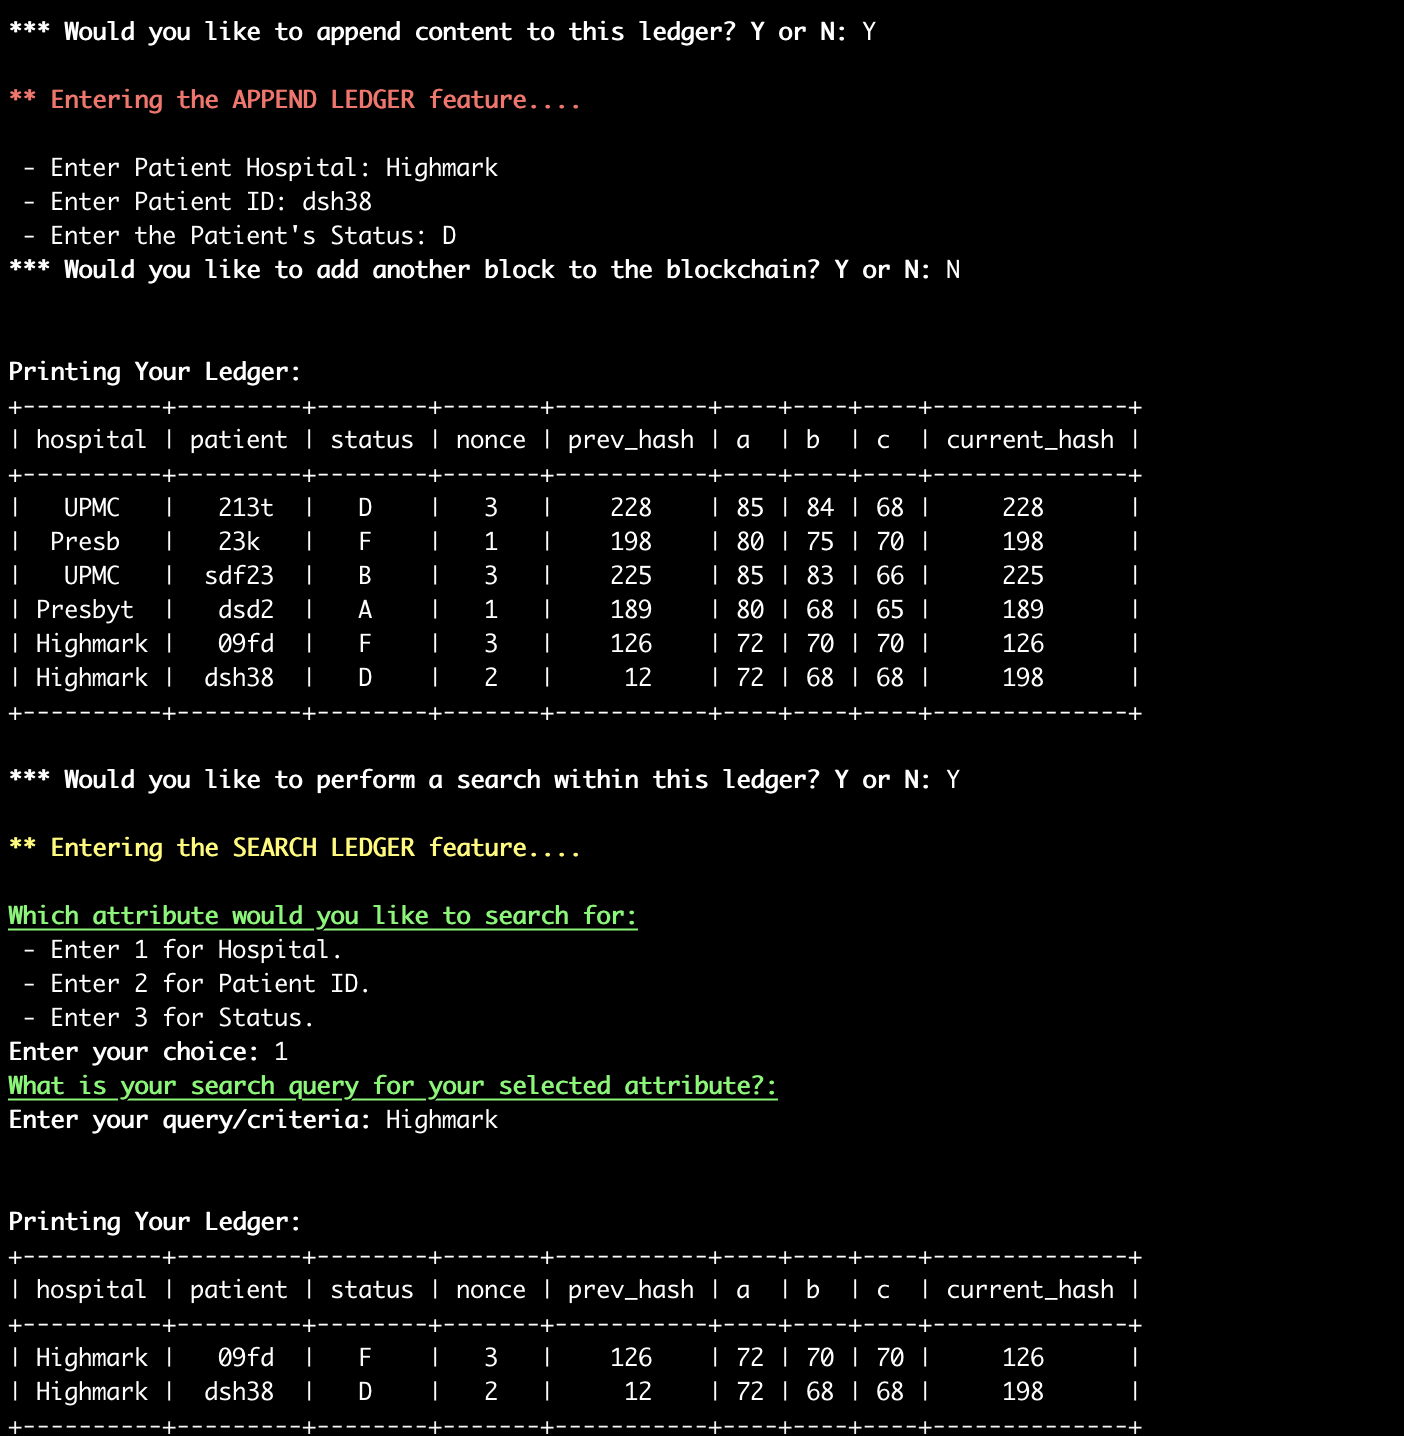 *** Would you like to append content to this ledger? Y or N: Y
** Entering the APPEND LEDGER feature....
 - Enter Patient Hospital: Highmark
 - Enter Patient ID: dsh38
 - Enter the Patient's Status: D
*** Would you like to add another block to the blockchain? Y or N: N
Printing Your Ledger:
+----------+---------+--------+-------+-----------+----+----+----+--------------+
| hospital | patient | status | nonce | prev_hash | a  | b  | c  | current_hash |
+----------+---------+--------+-------+-----------+----+----+----+--------------+
|   UPMC   |   213t  |   D    |   3   |    228    | 85 | 84 | 68 |     228      |
|  Presb   |   23k   |   F    |   1   |    198    | 80 | 75 | 70 |     198      |
|   UPMC   |  sdf23  |   B    |   3   |    225    | 85 | 83 | 66 |     225      |
| Presbyt  |   dsd2  |   A    |   1   |    189    | 80 | 68 | 65 |     189      |
| Highmark |   09fd  |   F    |   3   |    126    | 72 | 70 | 70 |     126      |
| Highmark |  dsh38  |   D    |   2   |     12    | 72 | 68 | 68 |     198      |
+----------+---------+--------+-------+-----------+----+----+----+--------------+
*** Would you like to perform a search within this ledger? Y or N: Y
** Entering the SEARCH LEDGER feature....
Which attribute would you like to search for:
 - Enter 1 for Hospital.
 - Enter 2 for Patient ID.
 - Enter 3 for Status.
Enter your choice: 1
What is your search query for your selected attribute?:
Enter your query/criteria: Highmark
Printing Your Ledger:
+----------+---------+--------+-------+-----------+----+----+----+--------------+
| hospital | patient | status | nonce | prev_hash | a  | b  | c  | current_hash |
+----------+---------+--------+-------+-----------+----+----+----+--------------+
| Highmark |   09fd  |   F    |   3   |    126    | 72 | 70 | 70 |     126      |
| Highmark |  dsh38  |   D    |   2   |     12    | 72 | 68 | 68 |     198      |
+----------+---------+--------+-------+-----------+----+----+----+--------------+